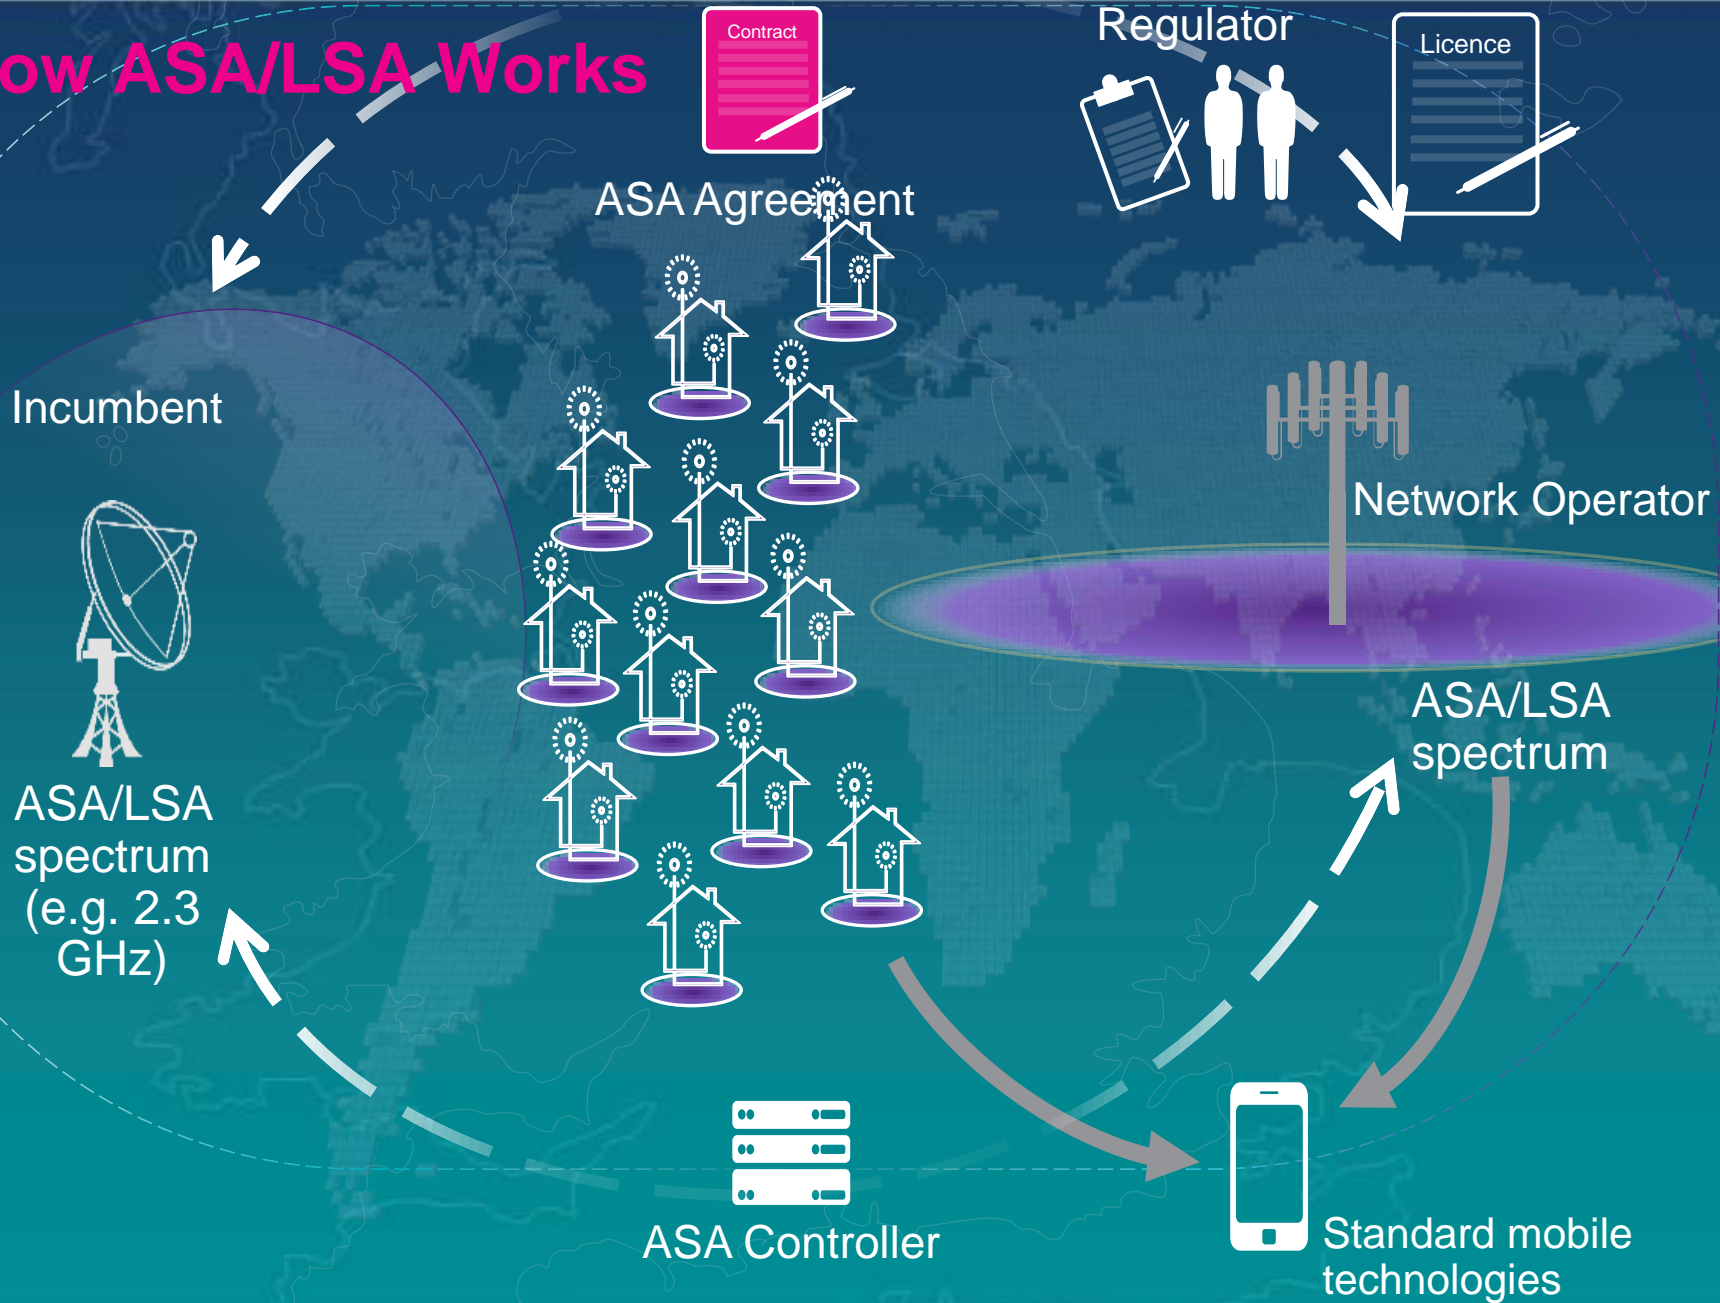 ow ASA/LSA Works
Contract
Regulator
Licence
ASA Agreement
Incumbent
Network Operator
ASA/LSA
spectrum
ASA/LSA
spectrum
(e.g. 2.3
GHz)
ASA Controller
Standard mobile
technologies